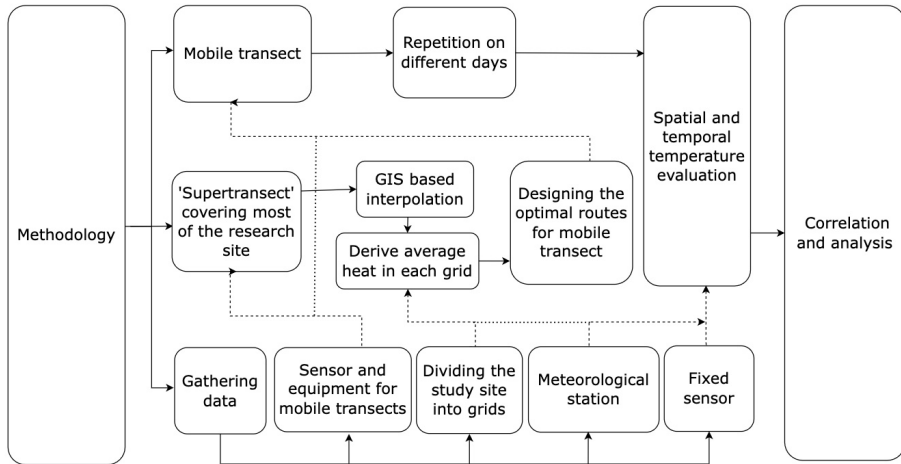 Methodology
Mobile transect
Repetition on
different days
Spatial and
temporal
temperature
evaluation
Correlation
and analysis
'Supertransect'
covering most
of the research
site
GIS based
interpolation
Derive average
heat in each grid
Designing the
optimal routes
for mobile
transect
Gathering
data
Sensor and
equipment for
mobile transects
Dividing the
study site
into grids
Meteorological
station
Fixed
sensor